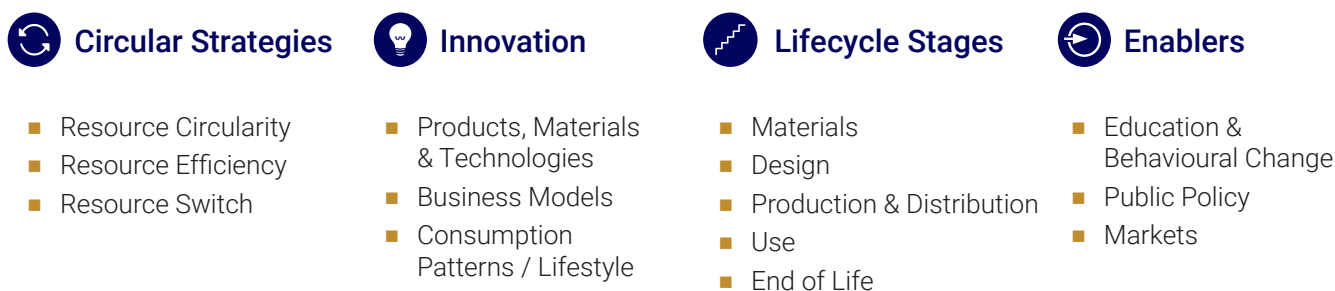 Circular Strategies
Resource Circularity
Resource Efficiency
Resource Switch
Innovation
Products, Materials
& Technologies
Business Models
Consumption
Patterns / Lifestyle
Lifecycle Stages
Materials
Design
Production & Distribution
Use
End of Life
Enablers
Education &
Behavioural Change
Public Policy
Markets